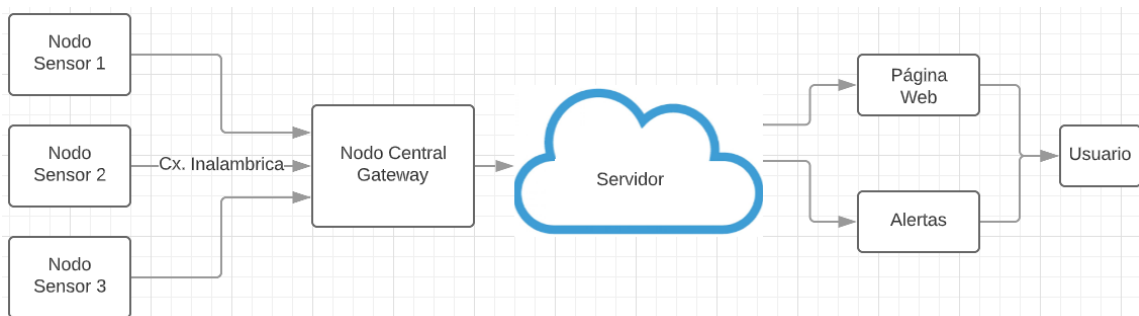 Nodo
Sensor 1
Nodo
Sensor 2
Cx. Inalambrica
Nodo
Sensor 3
Nodo Central
Gateway
Servidor
Página
Web
Alertas
Usuario